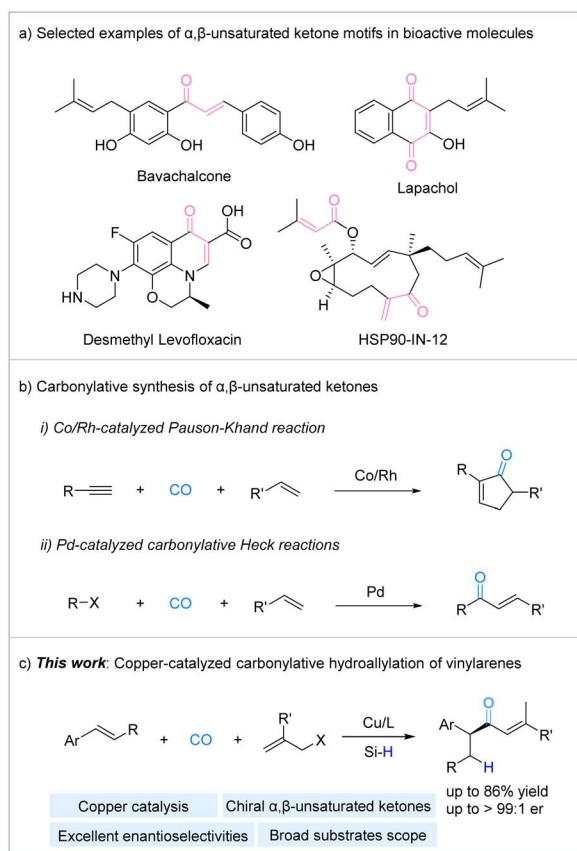 a) Selected examples of α,β-unsaturated ketone motifs in bioactive molecules
O
HO
OH
OH
Bavachalcone
O
O
OH
Lapachol
F
O
O
OH
N
HN
N
O
Desmethyl Levofloxacin
O
O
O
H
O
HSP90-IN-12
b) Carbonylative synthesis of α,β-unsaturated ketones
i) Co/Rh-catalyzed Pauson-Khand reaction
R + CO + R' Co/Rh R O R'
ii) Pd-catalyzed carbonylative Heck reactions
R-X + CO + R' Pd R O R'
c) This work: Copper-catalyzed carbonylative hydroallylation of vinylarenes
Ar R + CO + R' X Cu/L Si-H Ar O R' R H
up to 86% yield
up to > 99:1 er
Copper catalysis
Chiral α,β-unsaturated ketones
Excellent enantioselectivities
Broad substrates scope